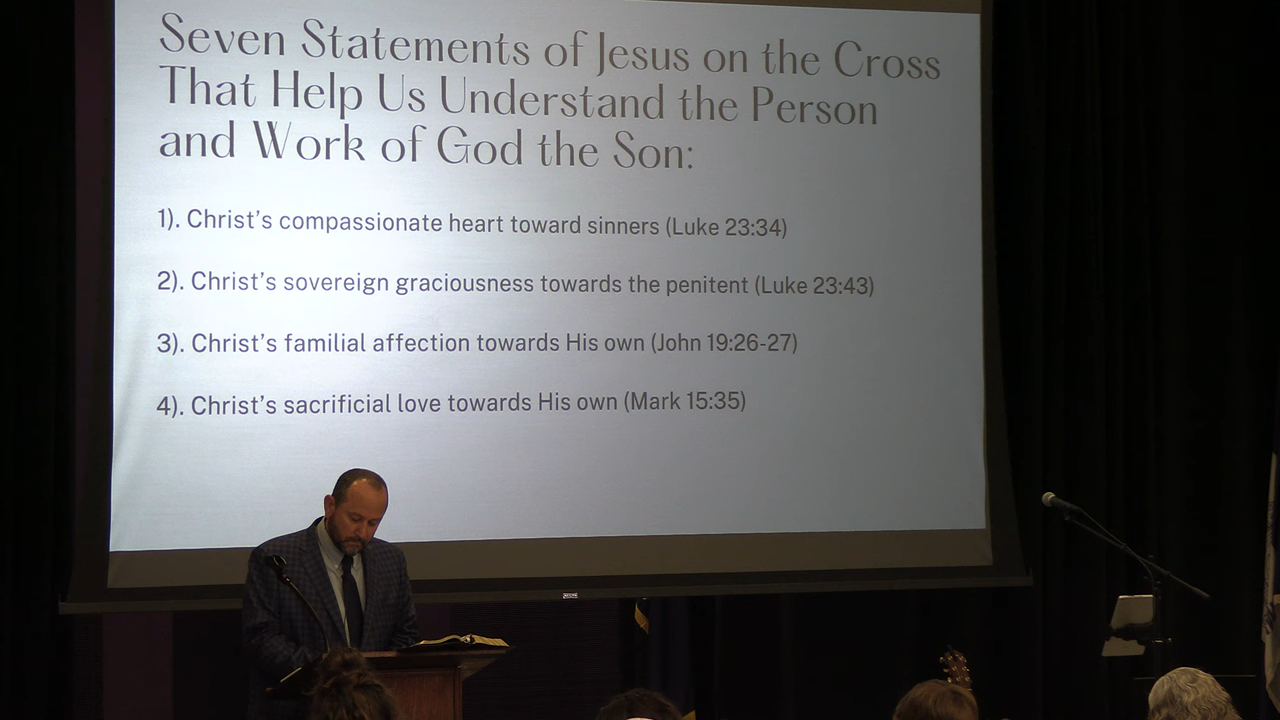 Seven Statements of Jesus on the Cross
That Help Us Understand the Person
and Work of God the Son:
1). Christ's compassionate heart toward sinners (Luke 23:34)
2). Christ's sovereign graciousness towards the penitent (Luke 23:43)
3). Christ's familial affection towards His own (John 19:26-27)
4). Christ's sacrificial love towards His own (Mark 15:35)